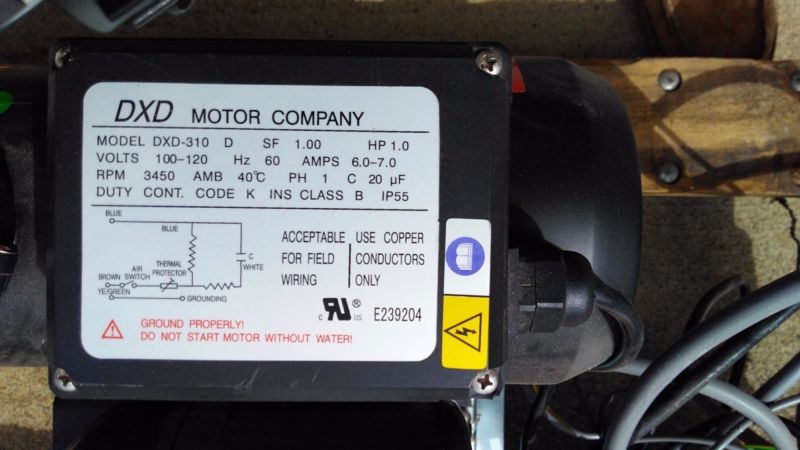 DXD MOTOR COMPANY
MODEL DXD-310 D SF 1.00 HP 1.0
VOLTS 100-120 Hz 60 AMPS 6.0-7.0
RPM 3450 AMB 40℃ PH 1 C 20 µF
DUTY CONT. CODE K INS CLASS B IP55
BLUE
BLUE
C
WHITE
THERMAL
PROTECTOR
AIR
SWITCH
BROWN
YE/GREEN
GROUNDING
ACCEPTABLE
FOR FIELD
WIRING
USE COPPER
CONDUCTORS
ONLY
c RU ® US E239204
GROUND PROPERLY!
DO NOT START MOTOR WITHOUT WATER!